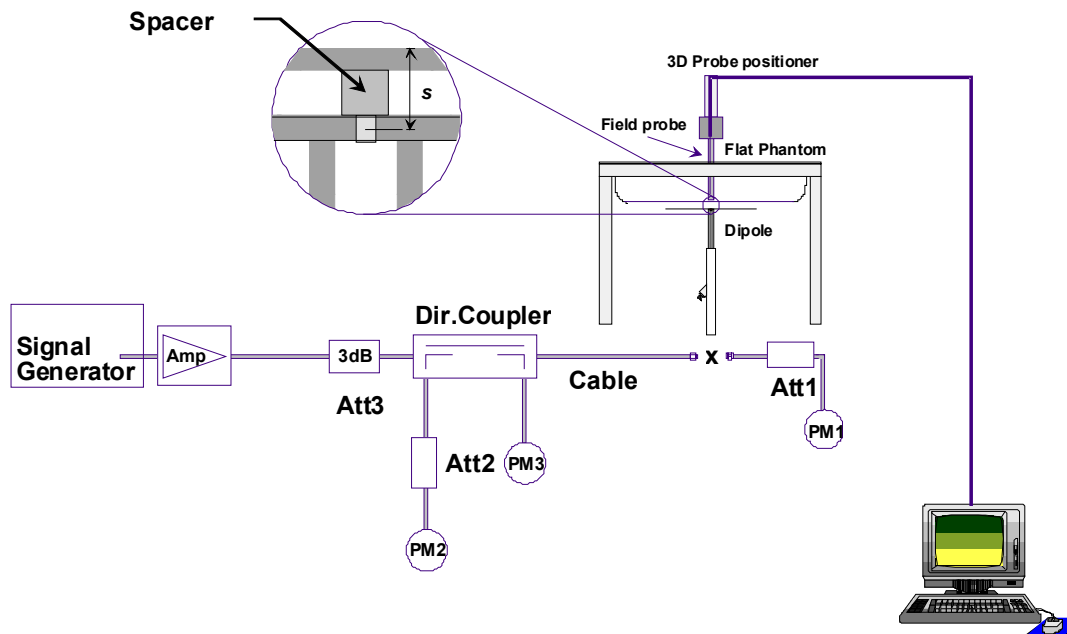 Spacer
s
3D Probe positioner
Field probe
Flat Phantom
Dipole
Dir.Coupler
Signal
Generator
Amp
3dB
x
Cable
Att3
Att1
PM1
Att2
PM3
PM2